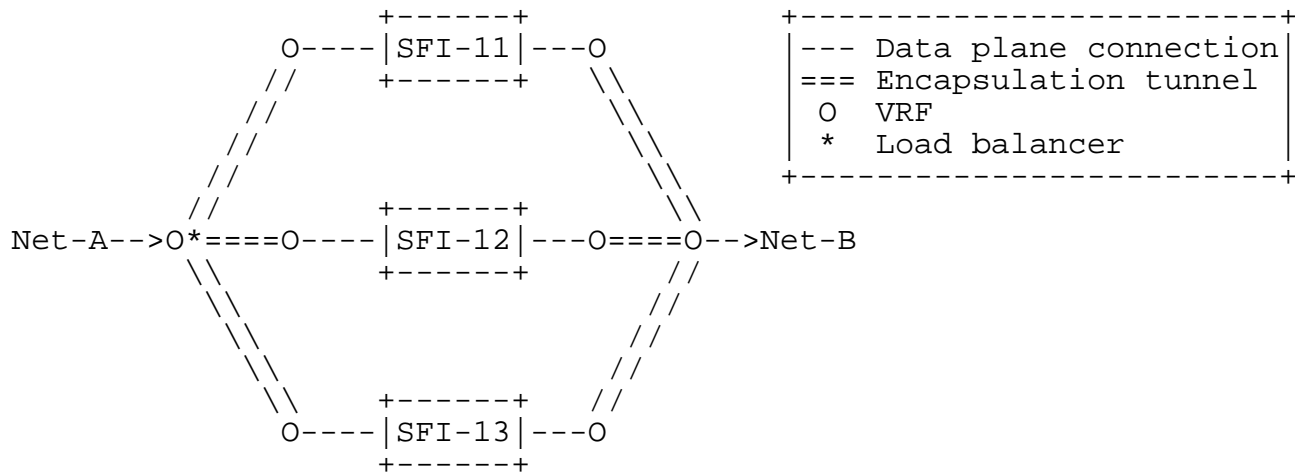 O----|SFI-11|---O
--- Data plane connection
=== Encapsulation tunnel
O VRF
* Load balancer
Net-A-->O*====O----|SFI-12|---O====O-->Net-B
O----|SFI-13|---O